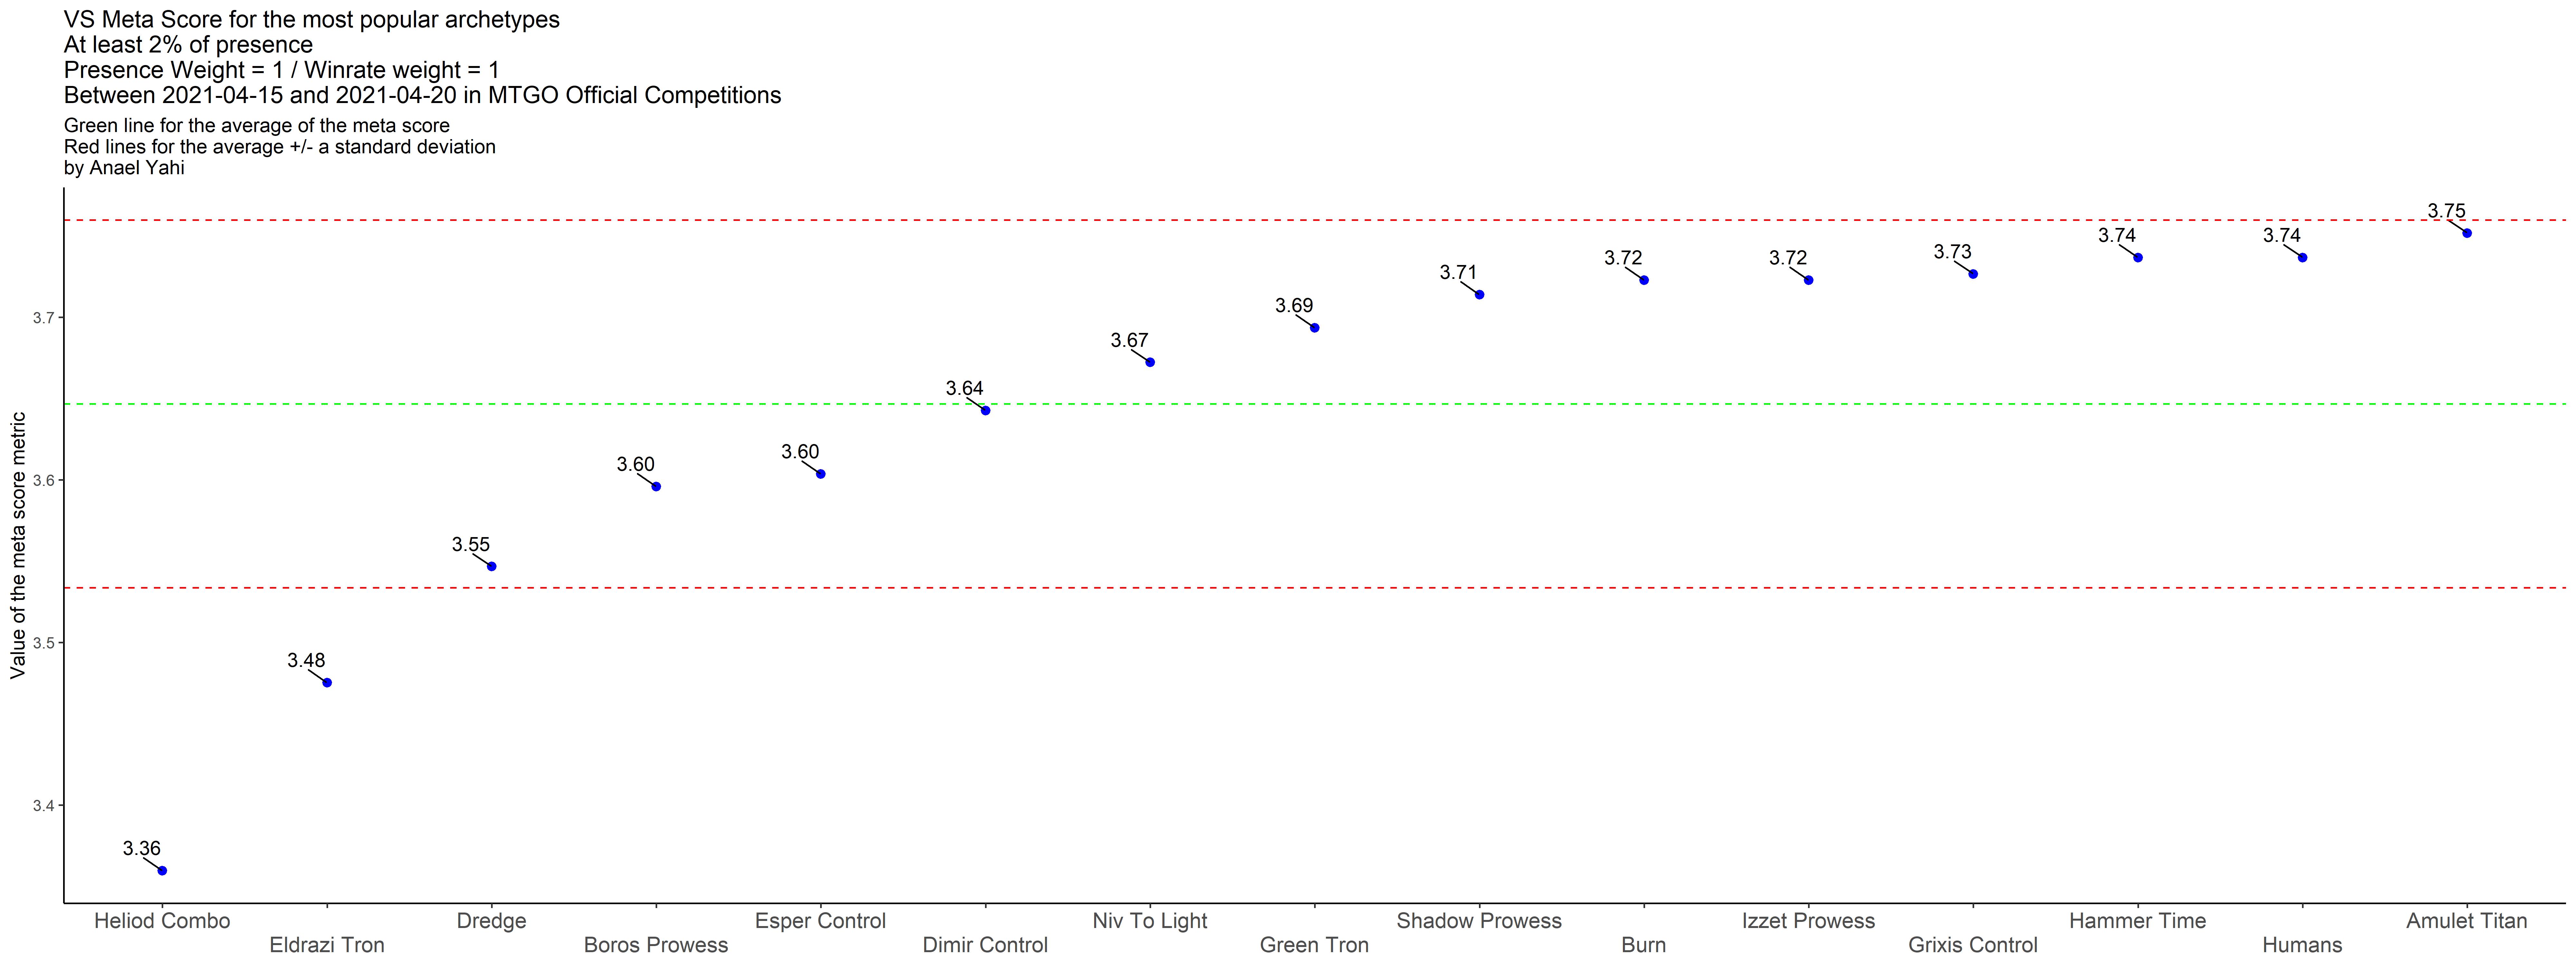 VS Meta Score for the most popular archetypes
At least 2% of presence
Presence Weight = 1 / Winrate weight = 1
Between 2021-04-15 and 2021-04-20 in MTGO Official Competitions
Green line for the average of the meta score
Red lines for the average +/- a standard deviation
by Anael Yahi
Value of the meta score metric
3.7
3.6
3.5
3.4
3.36
3.48
3.55
3.60
3.60
3.64
3.67
3.69
3.71
3.72
3.72
3.73
3.74
3.74
3.75
Heliod Combo
Eldrazi Tron
Dredge
Boros Prowess
Esper Control
Dimir Control
Niv To Light
Green Tron
Shadow Prowess
Burn
Izzet Prowess
Grixis Control
Hammer Time
Humans
Amulet Titan